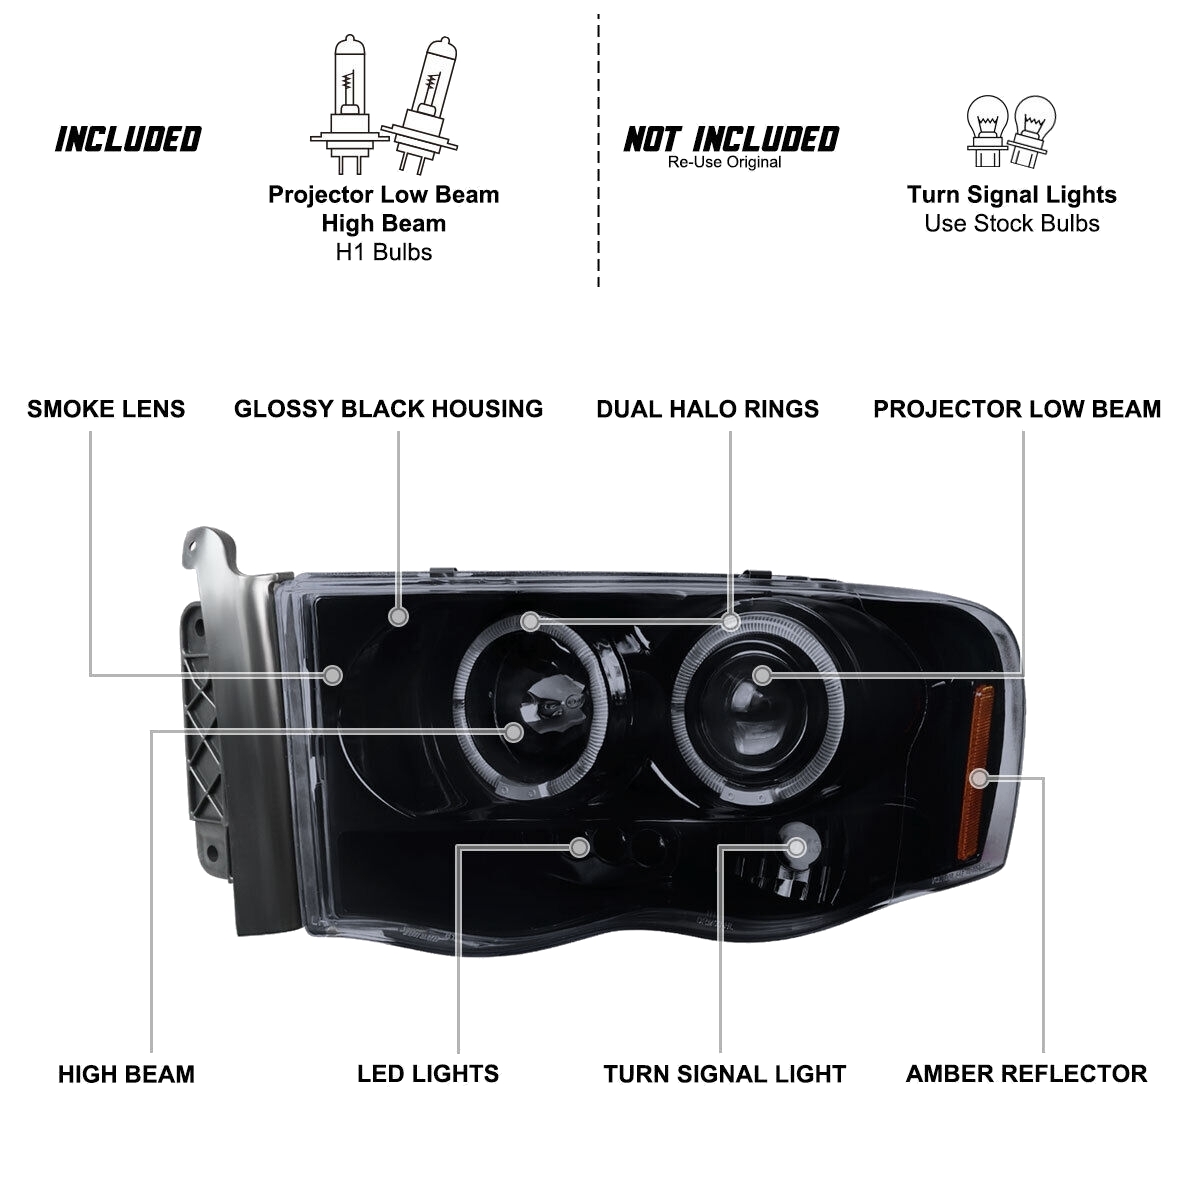 INCLUDED
Projector Low Beam
High Beam
H1 Bulbs
NOT INCLUDED
Re-Use Original
Turn Signal Lights
Use Stock Bulbs
SMOKE LENS
GLOSSY BLACK HOUSING
DUAL HALO RINGS
PROJECTOR LOW BEAM
HIGH BEAM
LED LIGHTS
TURN SIGNAL LIGHT
AMBER REFLECTOR